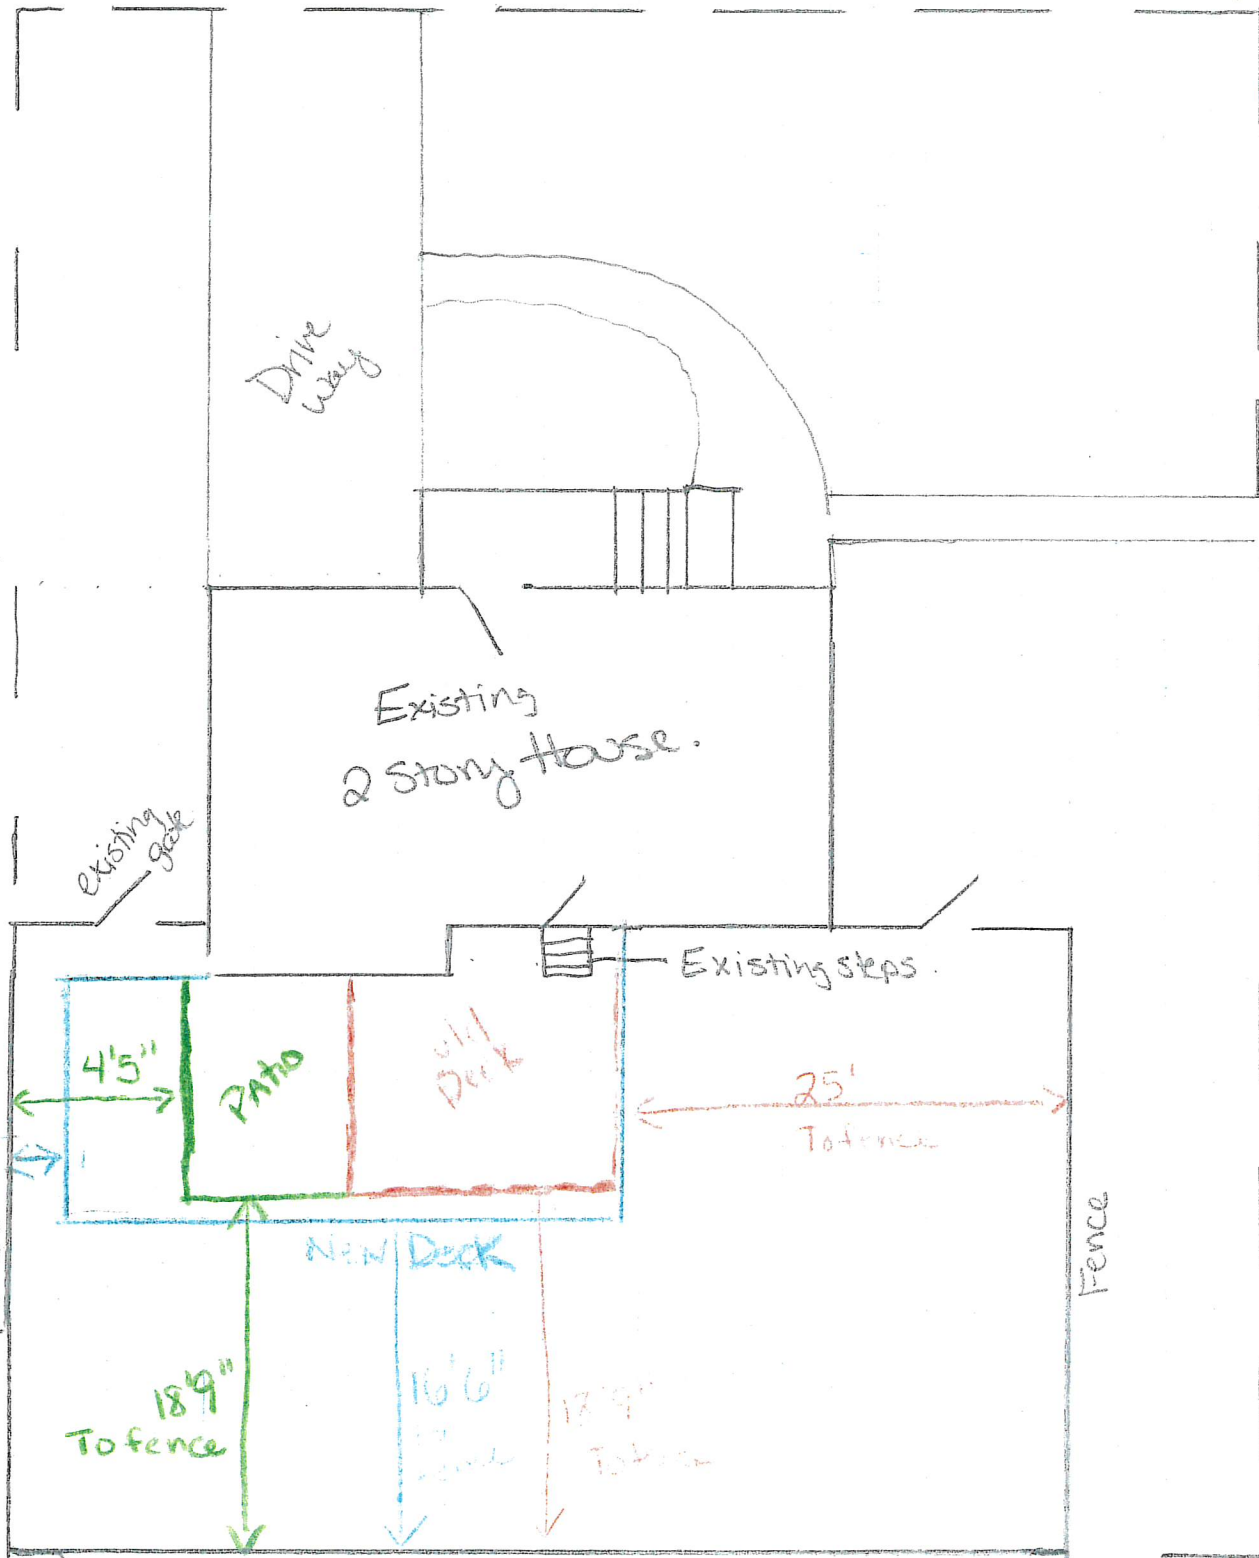 Drive
way
Existing
2 Story House.
existing
gate
Existing steps.
4'5"
PAtio
old
Deck
25'
To fence
Fence
New Deck
18'9"
To fence
16'6"